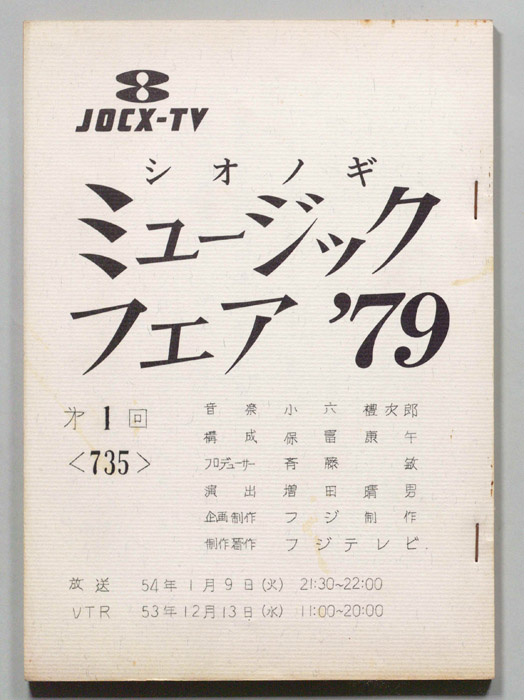 8
JOCX-TV
シオノギ
ミュージック
フェア '79
第1回
<735>
音楽 小六禮次郎
構成 保冨康午
プロデューサー 斉藤敏
演出 増田晴男
企画制作 フジ制作
制作著作 フジテレビ.
放送 54年1月9日(火) 21:30~22:00
VTR 53年12月13日(水) 11:00~20:00